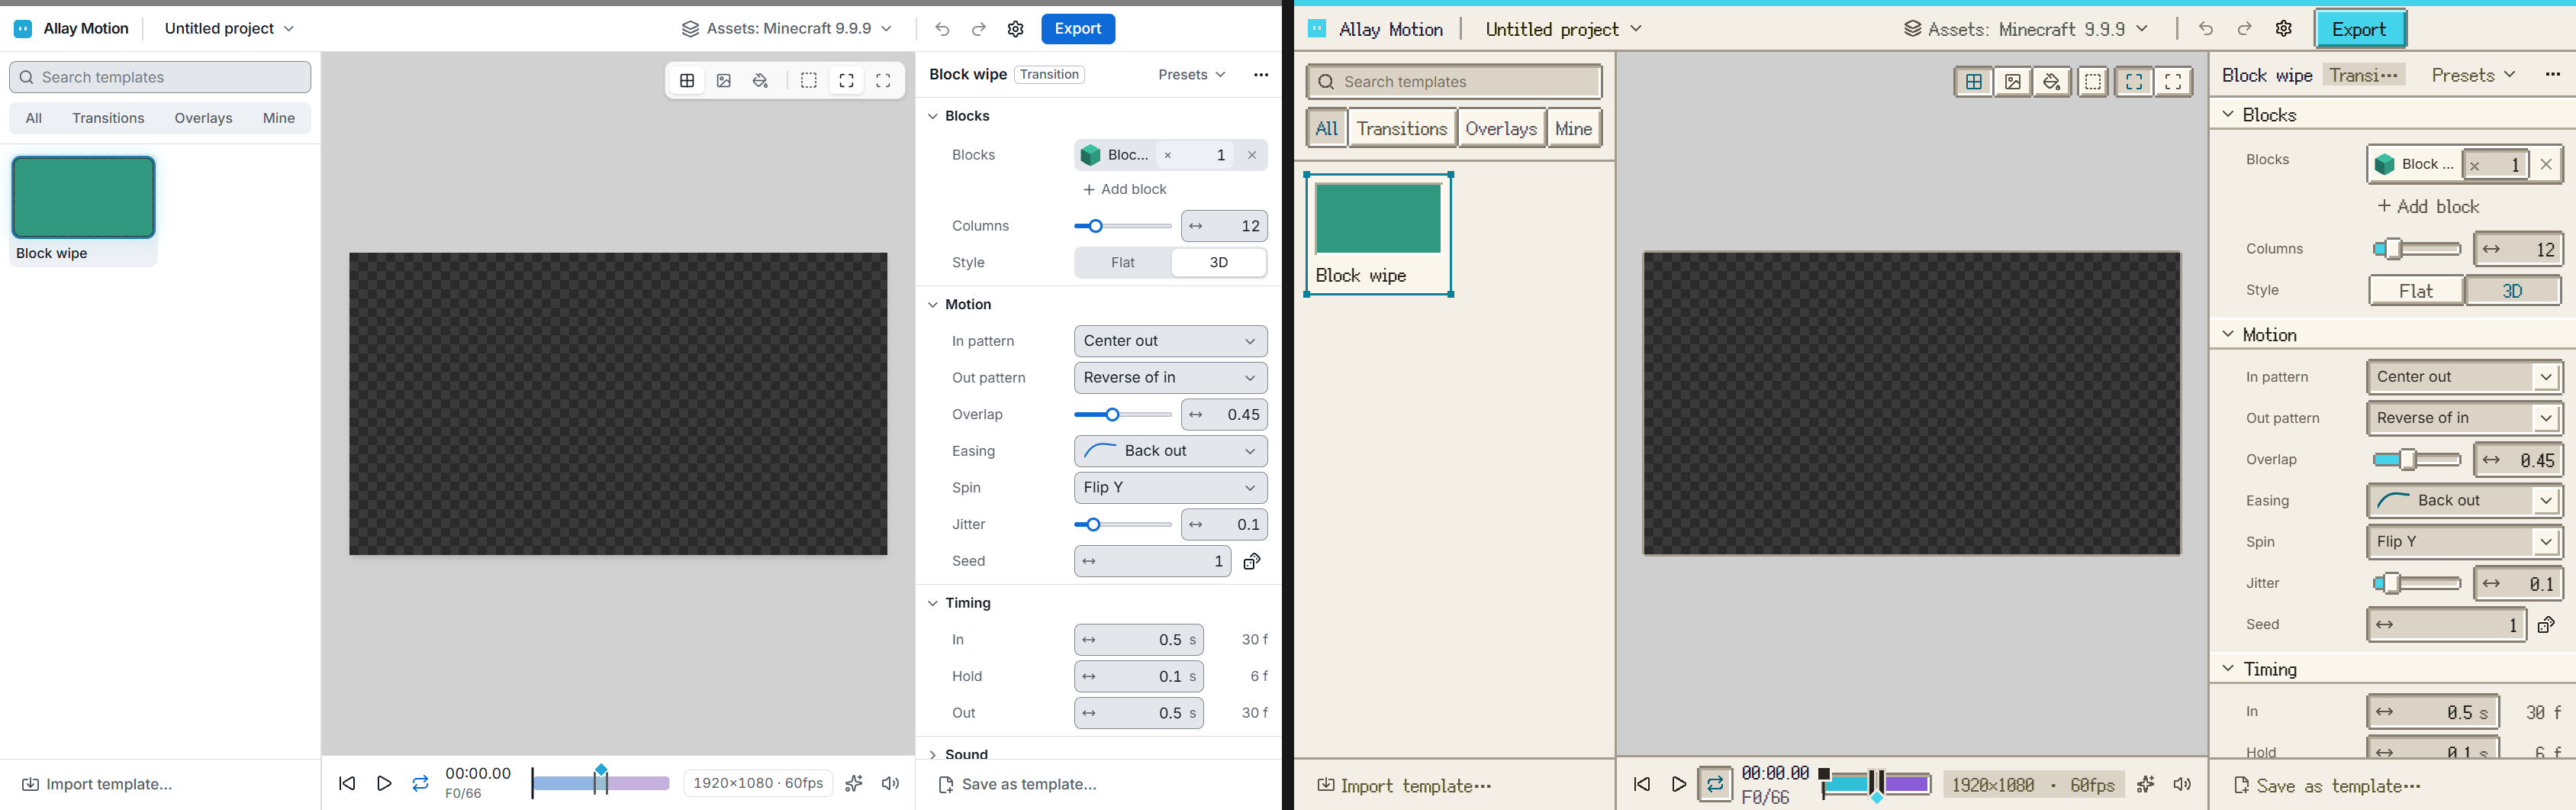 Allay Motion
Untitled project
Assets: Minecraft 9.9.9
Export
Search templates
All Transitions Overlays Mine
Block wipe
Import template...
00:00.00
F0/66
1920×1080 · 60fps
Block wipe Transition Presets
Blocks
Blocks Bloc... × 1
Add block
Columns 12
Style Flat 3D
Motion
In pattern Center out
Out pattern Reverse of in
Overlap 0.45
Easing Back out
Spin Flip Y
Jitter 0.1
Seed 1
Timing
In 0.5 s 30 f
Hold 0.1 s 6 f
Out 0.5 s 30 f
Sound
Save as template...
Allay Motion
Untitled project
Assets: Minecraft 9.9.9
Export
Search templates
All Transitions Overlays Mine
Block wipe
Import template...
00:00.00
F0/66
1920×1080 · 60fps
Block wipe Transi... Presets
Blocks
Blocks Block ... × 1
Add block
Columns 12
Style Flat 3D
Motion
In pattern Center out
Out pattern Reverse of in
Overlap 0.45
Easing Back out
Spin Flip Y
Jitter 0.1
Seed 1
Timing
In 0.5 s 30 f
Hold 0.1 s 6 f
Save as template...